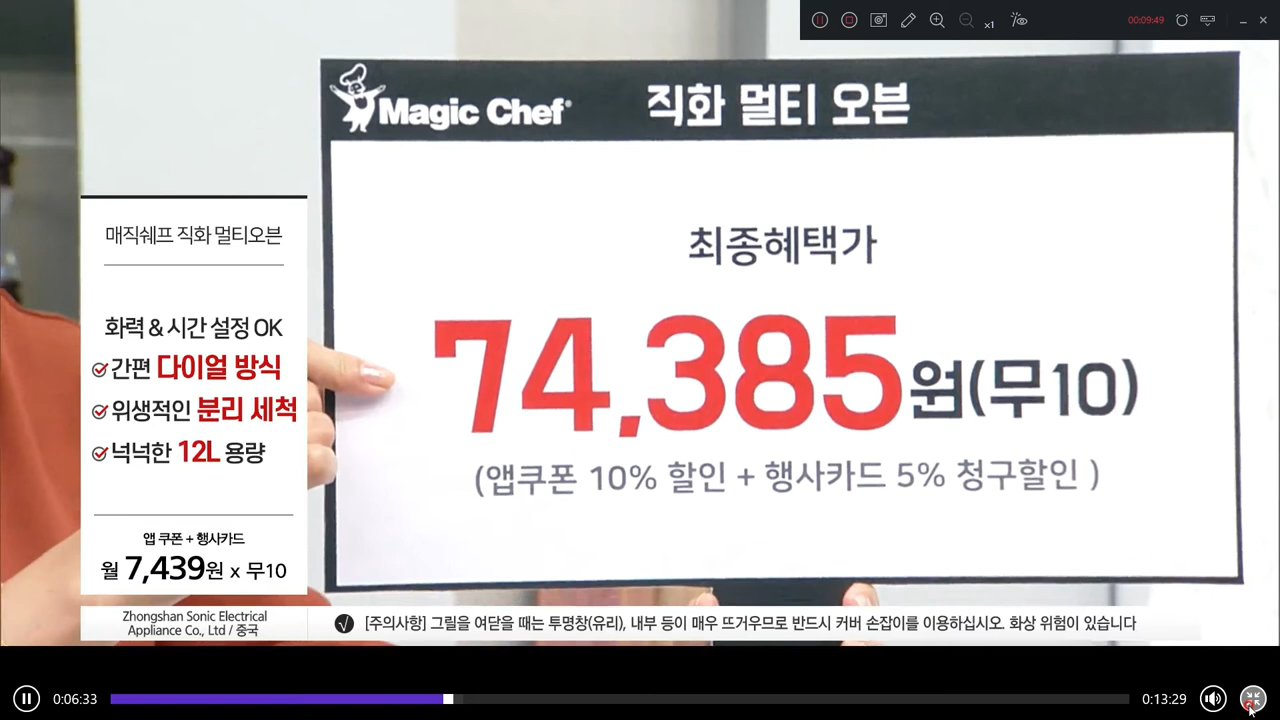 x1
00:09:49
Magic Chef®
직화 멀티 오븐
최종혜택가
74,385원(무10)
(앱쿠폰 10% 할인 + 행사카드 5% 청구할인 )
매직쉐프 직화 멀티오븐
화력 & 시간 설정 OK
간편 다이얼 방식
위생적인 분리 세척
넉넉한 12L 용량
앱 쿠폰 + 행사카드
월 7,439원 x 무10
Zhongshan Sonic Electrical
Appliance Co., Ltd / 중국
[주의사항] 그릴을 여닫을 때는 투명창(유리), 내부 등이 매우 뜨거우므로 반드시 커버 손잡이를 이용하십시오. 화상 위험이 있습니다
0:06:33
0:13:29